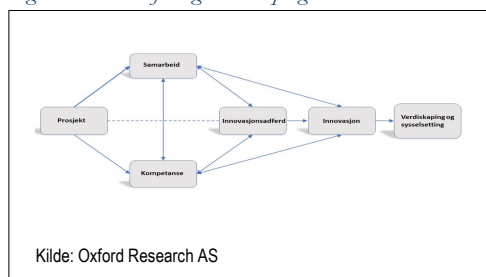 Samarbeid
Prosjekt
Innovasjonsadferd
Innovasjon
Verdiskaping og
sysselsetting
Kompetanse
Kilde: Oxford Research AS